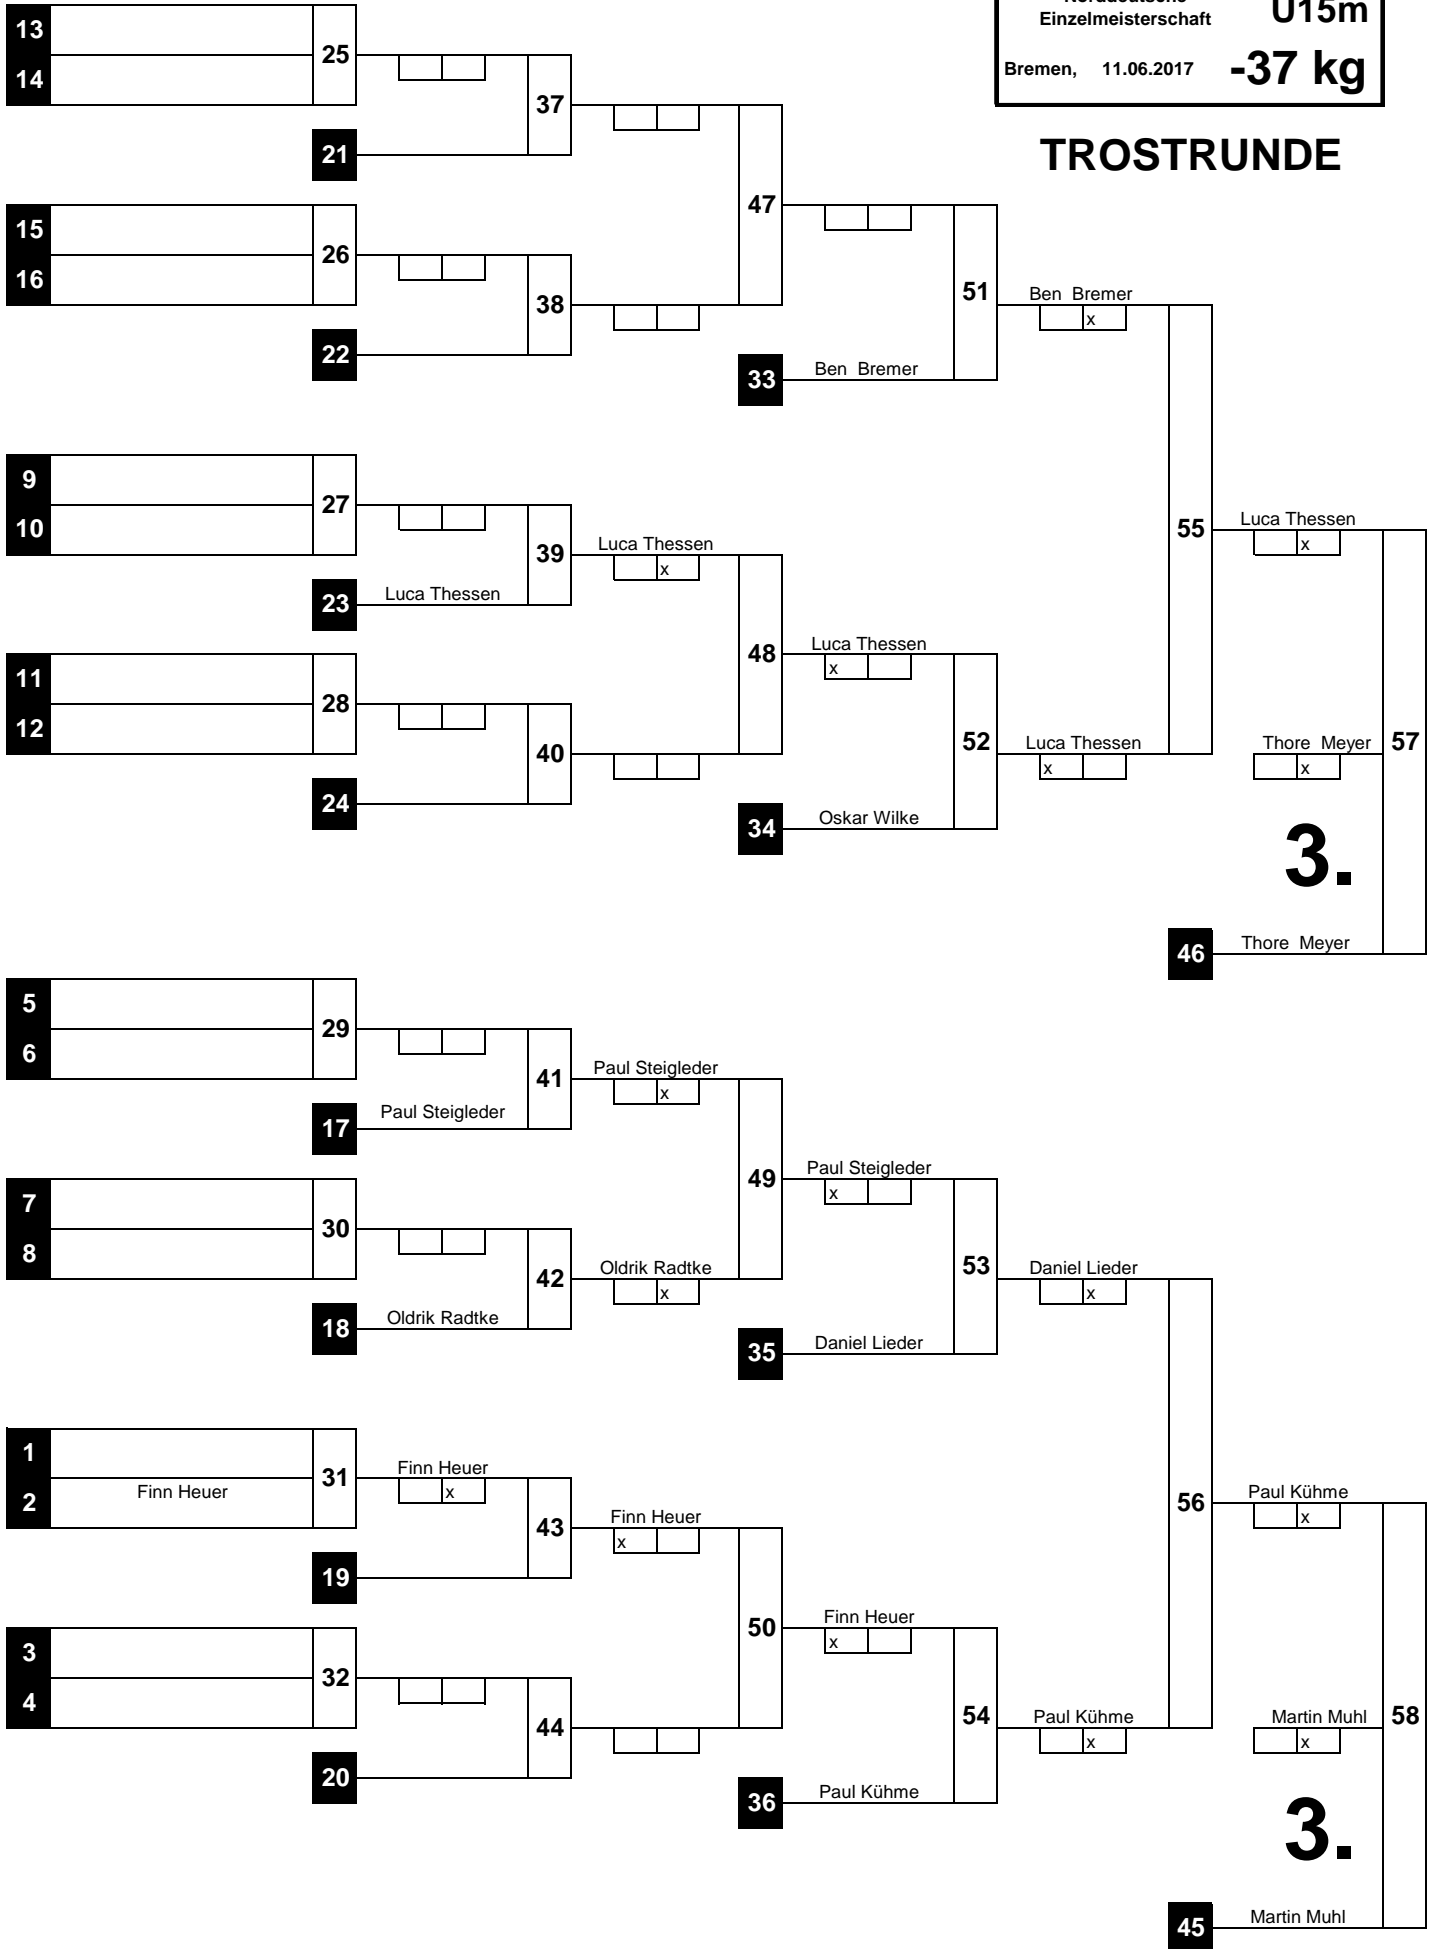 Norddeutsche
Einzelmeisterschaft U15m
Bremen, 11.06.2017 -37 kg
TROSTRUNDE
13
14
25
21
37
15
16
26
22
38
47
33 Ben Bremer
51
Ben Bremer
x
9
10
27
23 Luca Thessen
39
Luca Thessen
x
11
12
28
24
40
48
Luca Thessen
x
34 Oskar Wilke
52
Luca Thessen
x
55
Luca Thessen
x
Thore Meyer
x
57
3.
46 Thore Meyer
5
6
29
17 Paul Steigleder
41
Paul Steigleder
x
7
8
30
18 Oldrik Radtke
42
Oldrik Radtke
x
49
Paul Steigleder
x
35 Daniel Lieder
53
Daniel Lieder
x
1
2 Finn Heuer
31
Finn Heuer
x
19
43
Finn Heuer
x
3
4
32
20
44
50
Finn Heuer
x
36 Paul Kühme
54
Paul Kühme
x
56
Paul Kühme
x
Martin Muhl
x
58
3.
45 Martin Muhl